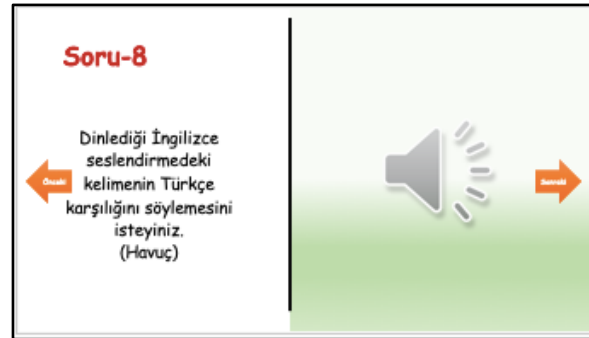 Soru-8
Dinlediği İngilizce
seslendirmedeki
Önceki
kelimenin Türkçe
Sonraki
karşılığını söylemesini
isteyiniz.
(Havuç)